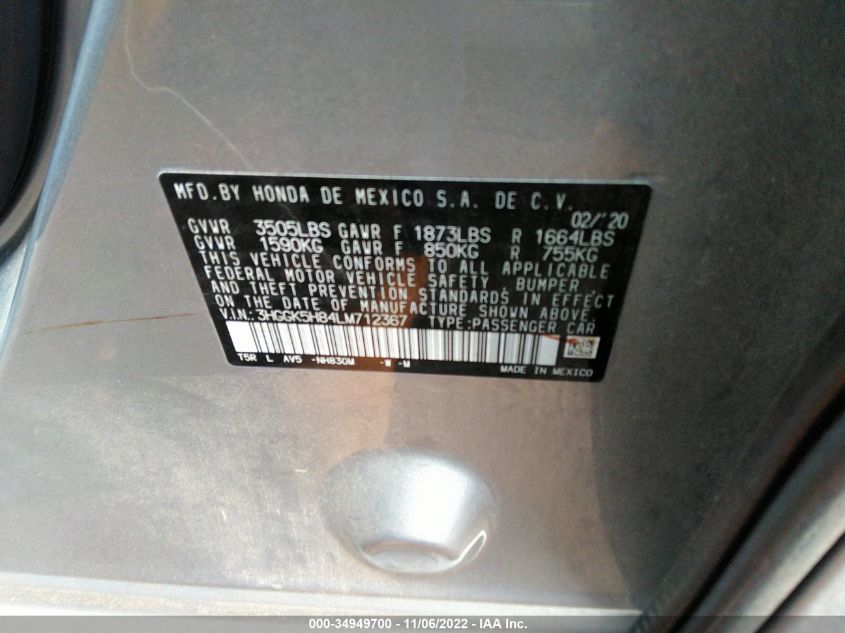 MFD.BY HONDA DE MEXICO S.A. DE C.V.
02/'20
GVWR 3505LBS GAWR F 1873LBS R 1664LBS
GVWR 1590KG GAWR F 850KG R 755KG
THIS VEHICLE CONFORMS TO ALL APPLICABLE
FEDERAL MOTOR VEHICLE SAFETY BUMPER
AND THEFT PREVENTION STANDARDS IN EFFECT
ON THE DATE OF MANUFACTURE SHOWN ABOVE.
V.I.N.: 3HGGK5H84LM712367 TYPE:PASSENGER CAR
T5R L AV5 -NH830M -W -M
MADE IN MEXICO
000-34949700 - 11/06/2022 - IAA Inc.